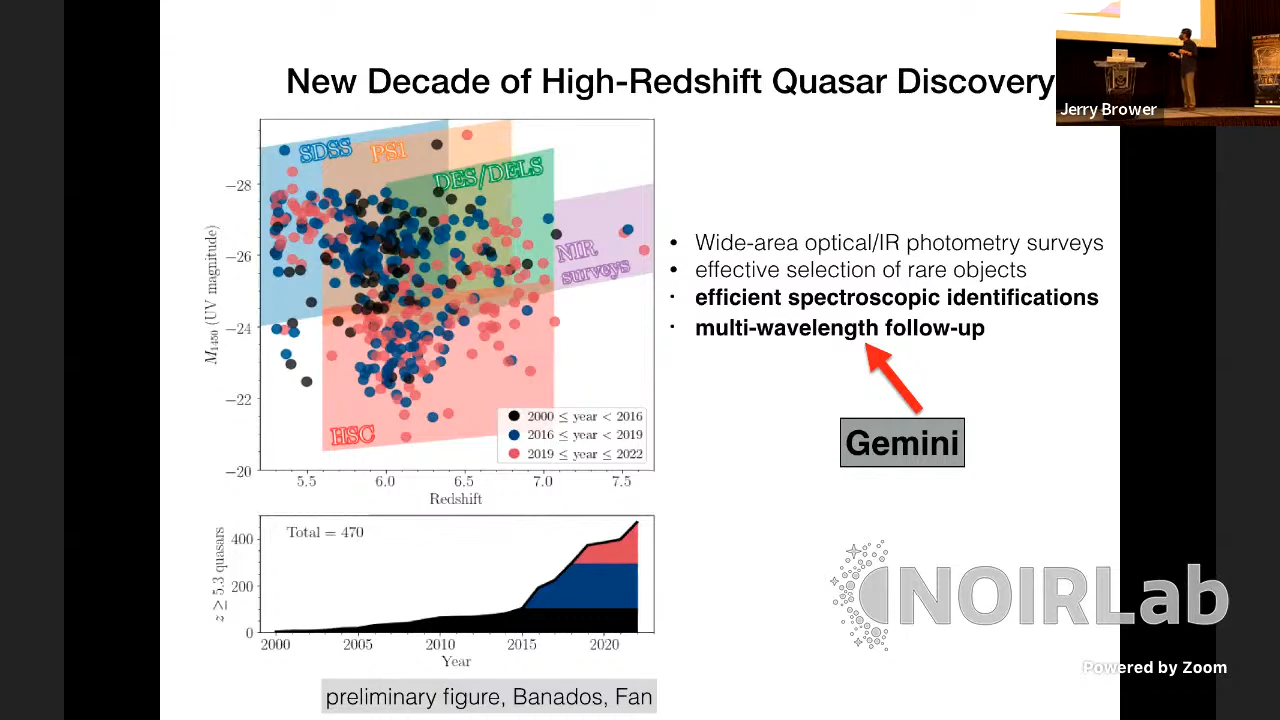 New Decade of High-Redshift Quasar Discovery
Jerry Brower
SDSS
PS1
DES/DELS
NIR
surveys
HSC
−28
−26
−24
−22
−20
M1450 (UV magnitude)
2000 ≤ year < 2016
2016 ≤ year < 2019
2019 ≤ year ≤ 2022
5.5 6.0 6.5 7.0 7.5
Redshift
• Wide-area optical/IR photometry surveys
• effective selection of rare objects
· efficient spectroscopic identifications
· multi-wavelength follow-up
Gemini
Total = 470
400
200
0
z ≥ 5.3 quasars
2000 2005 2010 2015 2020
Year
preliminary figure, Banados, Fan
NOIRLab
Powered by Zoom